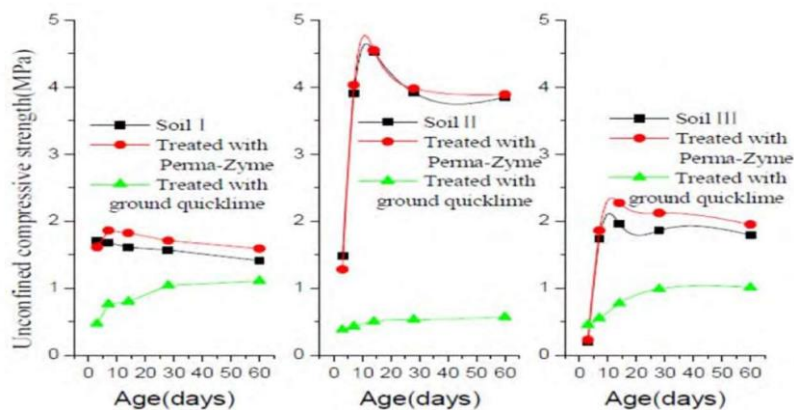 Unconfined compressive strength(MPa)
5
4
3
2
1
0
Soil I
Treated with
Perma-Zyme
Treated with
ground quicklime
0 10 20 30 40 50 60
Age(days)
5
4
3
2
1
0
Soil II
Treated with
Perma-Zyme
Treated with
ground quicklime
0 10 20 30 40 50 60
Age(days)
5
4
3
2
1
0
Soil III
Treated with
Perma-Zyme
Treated with
ground quicklime
0 10 20 30 40 50 60
Age(days)